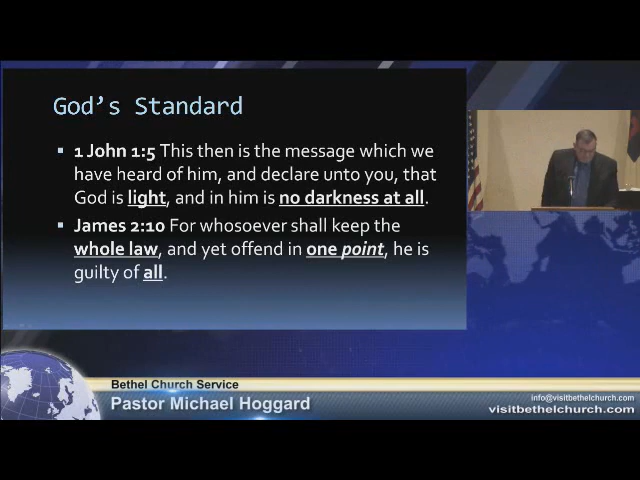 God's Standard
▪ 1 John 1:5 This then is the message which we
have heard of him, and declare unto you, that
God is light, and in him is no darkness at all.
▪ James 2:10 For whosoever shall keep the
whole law, and yet offend in one point, he is
guilty of all.
Bethel Church Service
Pastor Michael Hoggard
info@visitbethelchurch.com
visitbethelchurch.com